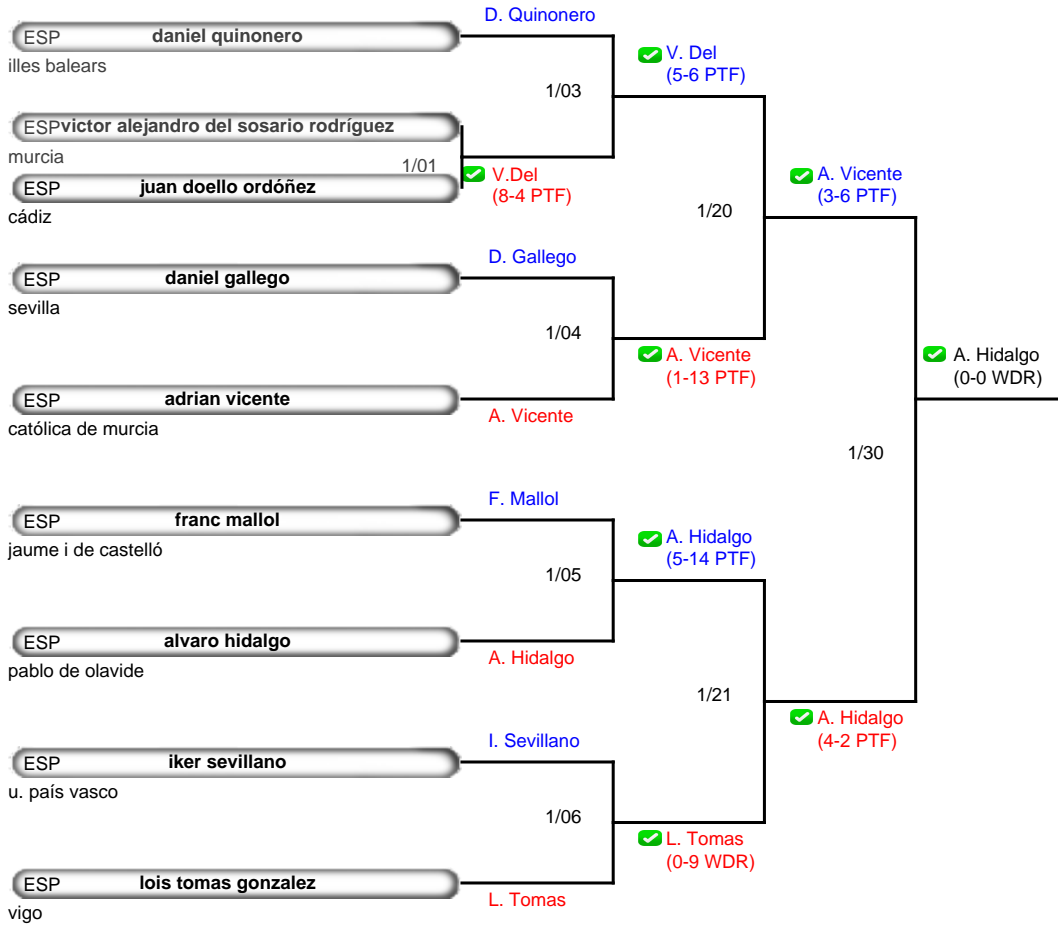 D. Quinonero
ESP daniel quinonero
illes balears
V. Del
(5-6 PTF)
1/03
ESP victor alejandro del sosario rodríguez
murcia
1/01
V.Del
(8-4 PTF)
ESP juan doello ordóñez
cádiz
A. Vicente
(3-6 PTF)
1/20
D. Gallego
ESP daniel gallego
sevilla
1/04
A. Vicente
(1-13 PTF)
A. Hidalgo
(0-0 WDR)
ESP adrian vicente
católica de murcia
A. Vicente
1/30
F. Mallol
ESP franc mallol
jaume i de castelló
A. Hidalgo
(5-14 PTF)
1/05
ESP alvaro hidalgo
pablo de olavide
A. Hidalgo
1/21
A. Hidalgo
(4-2 PTF)
I. Sevillano
ESP iker sevillano
u. país vasco
1/06
L. Tomas
(0-9 WDR)
ESP lois tomas gonzalez
vigo
L. Tomas